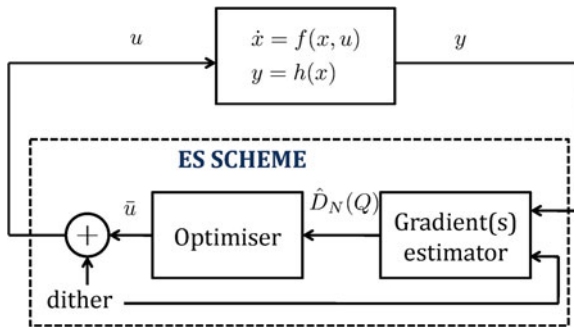 u
ẋ = f(x, u)
y = h(x)
y
ES SCHEME
ū
Optimiser
D̂_N(Q)
Gradient(s)
estimator
+
dither